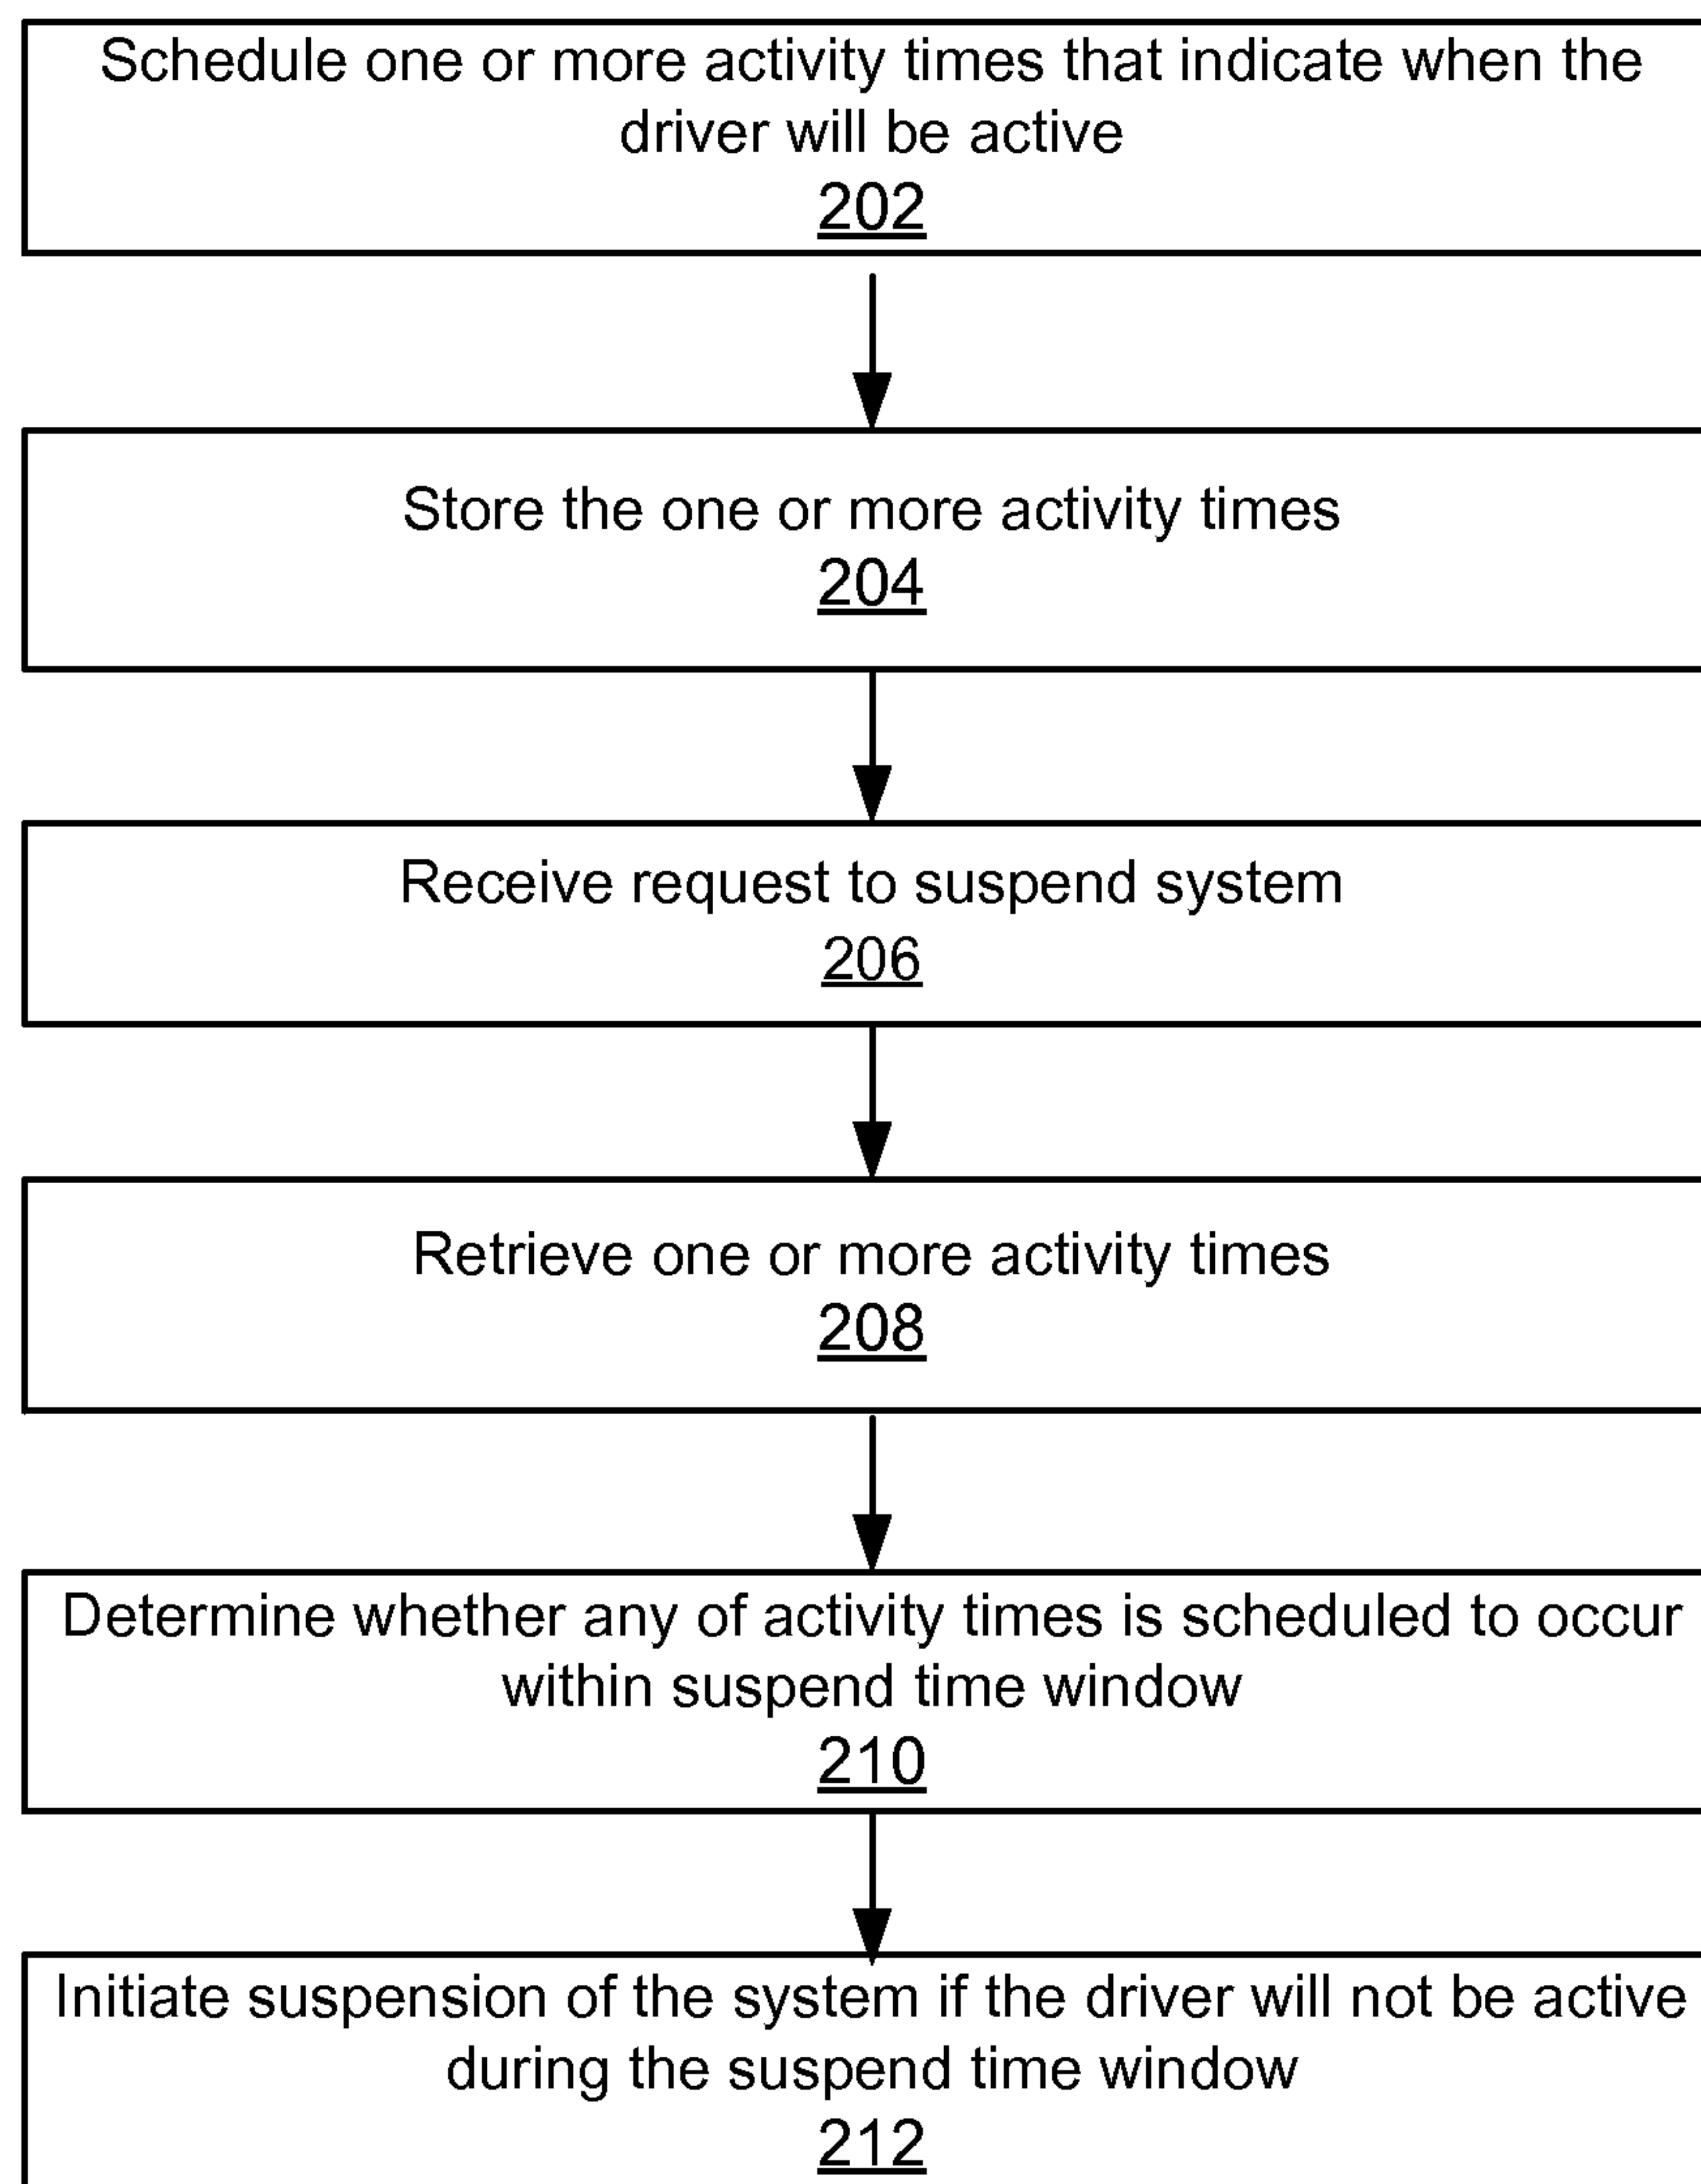 Schedule one or more activity times that indicate when the
driver will be active
202
Store the one or more activity times
204
Receive request to suspend system
206
Retrieve one or more activity times
208
Determine whether any of activity times is scheduled to occur
within suspend time window
210
Initiate suspension of the system if the driver will not be active
during the suspend time window
212